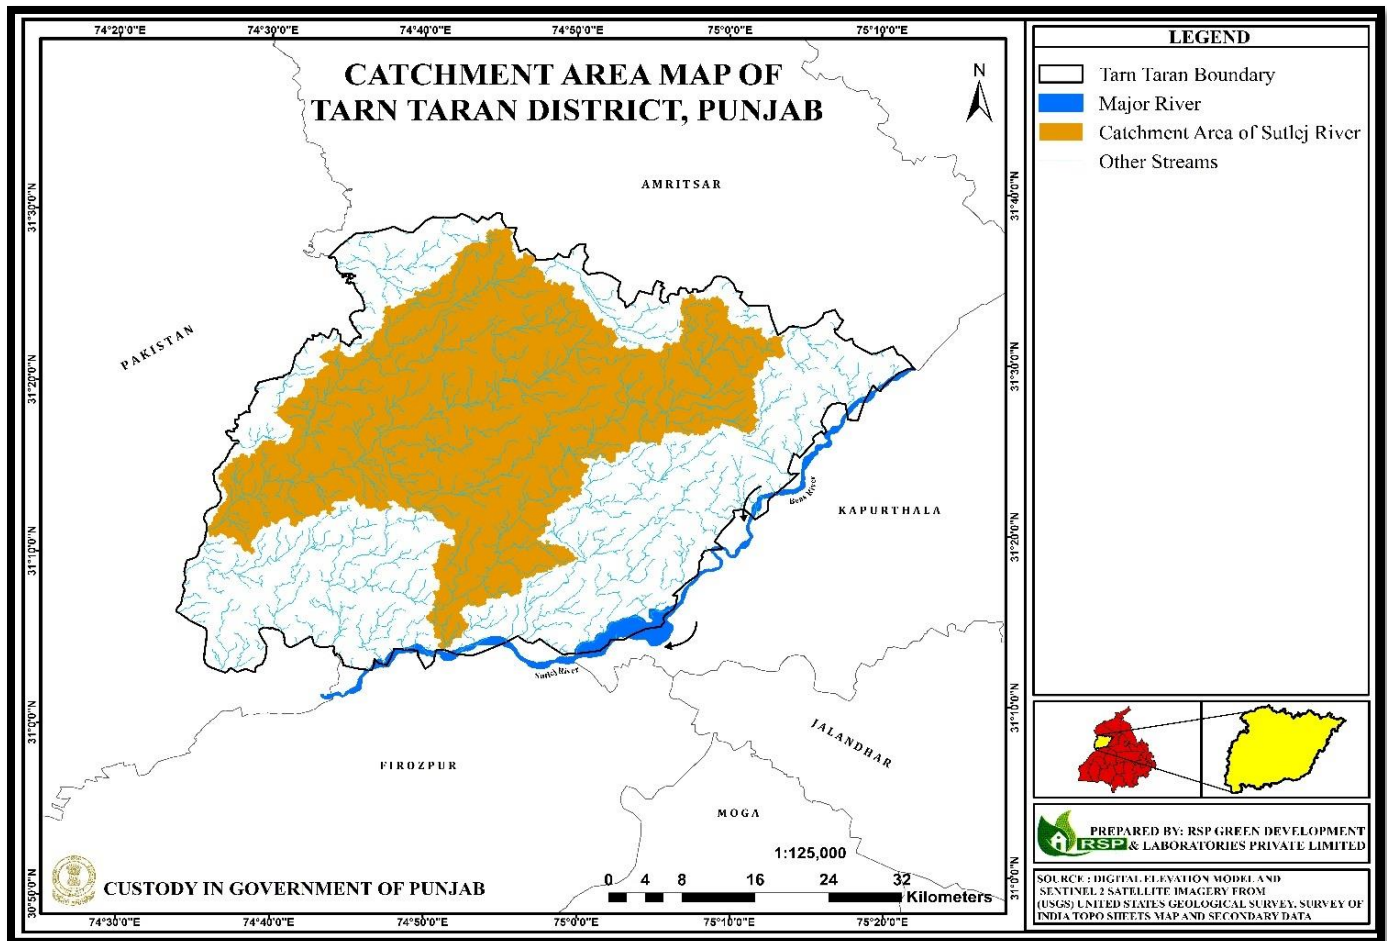 74°20'0"E 74°30'0"E 74°40'0"E 74°50'0"E 75°0'0"E 75°10'0"E
CATCHMENT AREA MAP OF
TARN TARAN DISTRICT, PUNJAB
N
AMRITSAR
PAKISTAN
KAPURTHALA
Beas River
Sutlej River
JALANDHAR
FIROZPUR
MOGA
31°30'0"N
31°20'0"N
31°10'0"N
31°0'0"N
30°50'0"N
31°40'0"N
31°30'0"N
31°20'0"N
31°10'0"N
31°0'0"N
1:125,000
0 4 8 16 24 32
Kilometers
CUSTODY IN GOVERNMENT OF PUNJAB
74°30'0"E 74°40'0"E 74°50'0"E 75°0'0"E 75°10'0"E 75°20'0"E
LEGEND
Tarn Taran Boundary
Major River
Catchment Area of Sutlej River
Other Streams
RSP
PREPARED BY: RSP GREEN DEVELOPMENT
& LABORATORIES PRIVATE LIMITED
SOURCE : DIGITAL ELEVATION MODEL AND
SENTINEL 2 SATELLITE IMAGERY FROM
(USGS) UNITED STATES GEOLOGICAL SURVEY. SURVEY OF
INDIA TOPO SHEETS MAP AND SECONDARY DATA